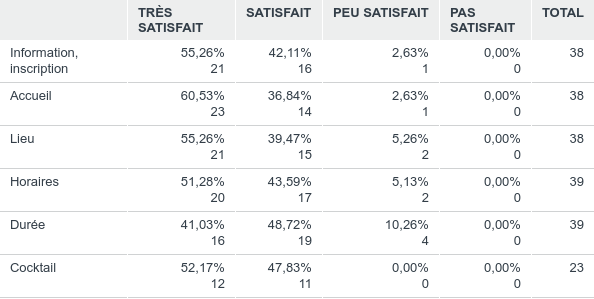 TRÈS SATISFAIT PEU SATISFAIT PAS TOTAL
SATISFAIT SATISFAIT
Information, 55,26% 42,11% 2,63% 0,00% 38
inscription 21 16 1 0
Accueil 60,53% 36,84% 2,63% 0,00% 38
23 14 1 0
Lieu 55,26% 39,47% 5,26% 0,00% 38
21 15 2 0
Horaires 51,28% 43,59% 5,13% 0,00% 39
20 17 2 0
Durée 41,03% 48,72% 10,26% 0,00% 39
16 19 4 0
Cocktail 52,17% 47,83% 0,00% 0,00% 23
12 11 0 0